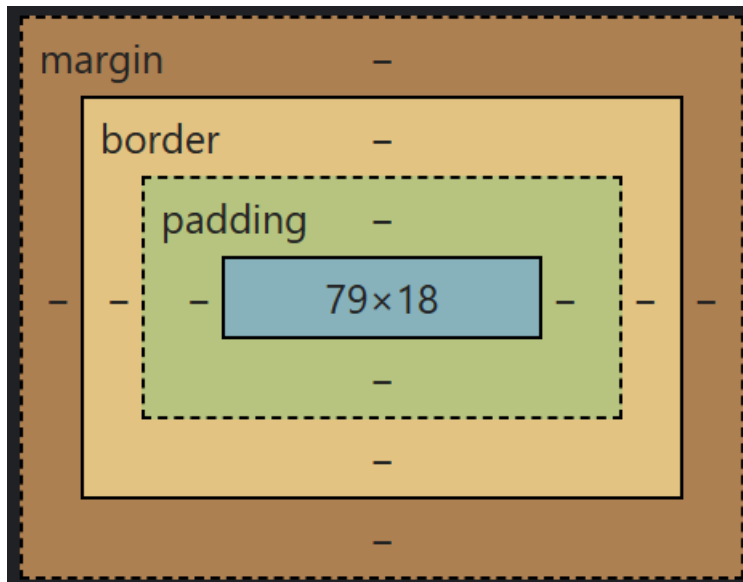 margin –
border –
padding –
– – – 79×18 – – –
–
–
–